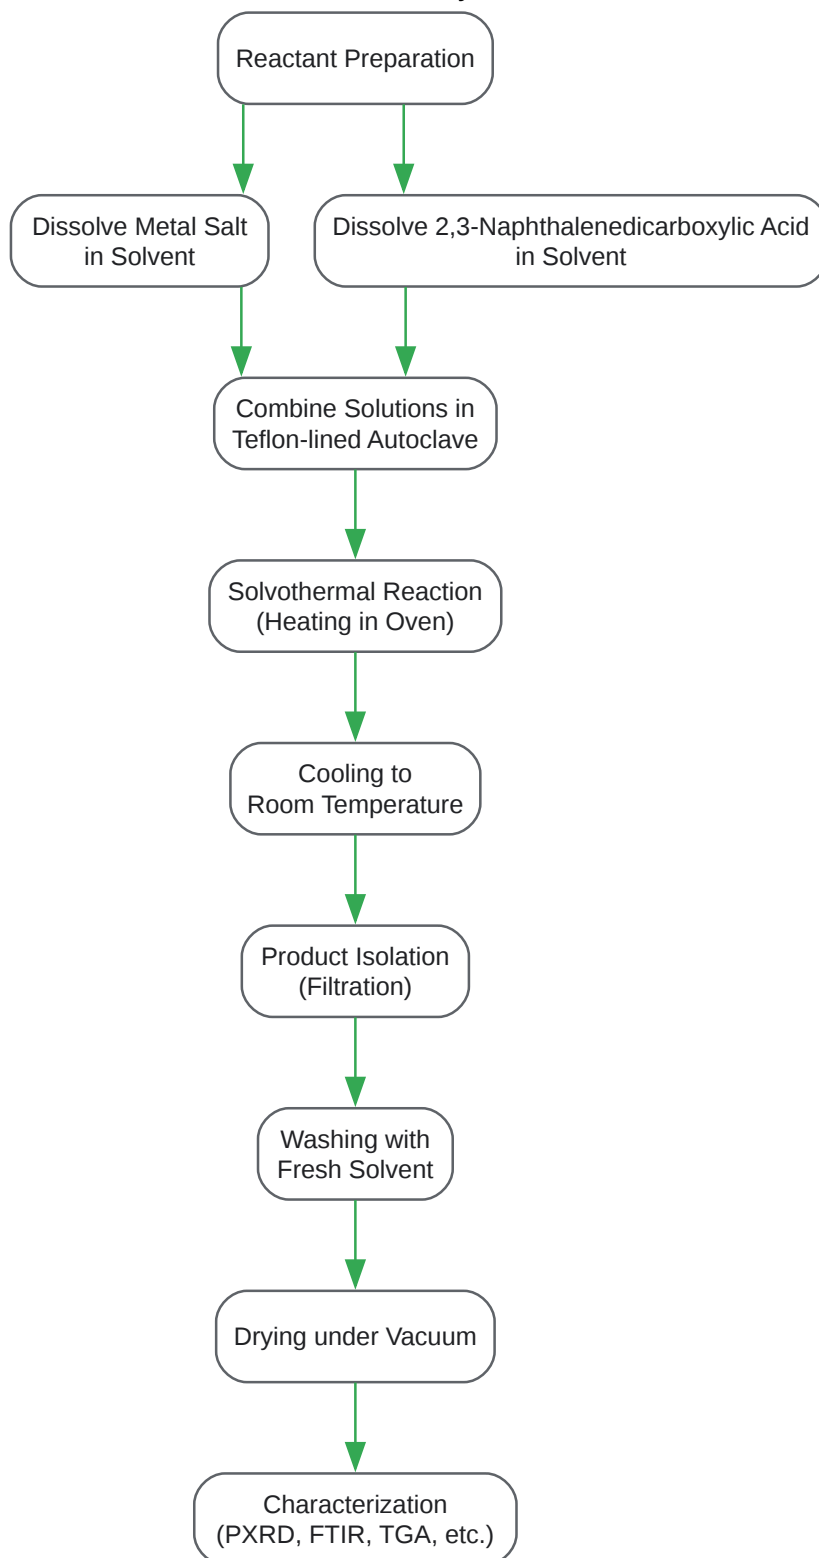 Reactant Preparation
Dissolve Metal Salt
in Solvent
Dissolve 2,3-Naphthalenedicarboxylic Acid
in Solvent
Combine Solutions in
Teflon-lined Autoclave
Solvothermal Reaction
(Heating in Oven)
Cooling to
Room Temperature
Product Isolation
(Filtration)
Washing with
Fresh Solvent
Drying under Vacuum
Characterization
(PXRD, FTIR, TGA, etc.)